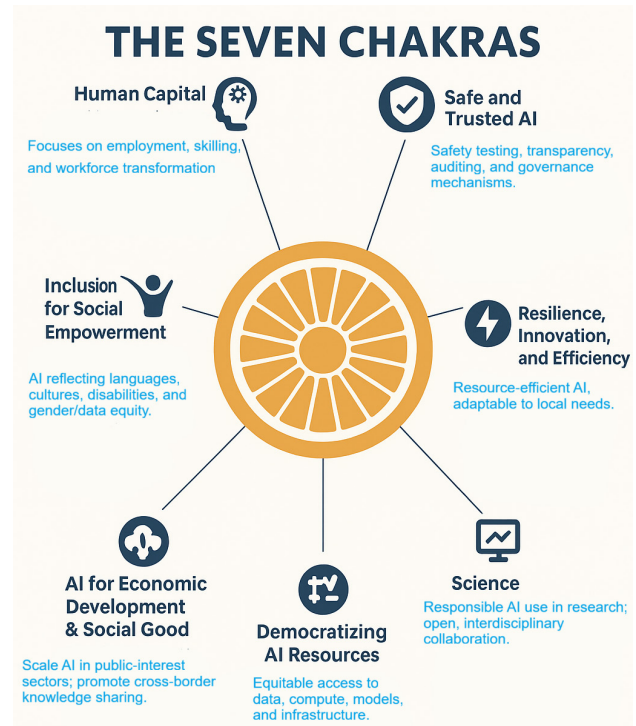 THE SEVEN CHAKRAS
Human Capital
Focuses on employment, skilling,
and workforce transformation
Safe and
Trusted AI
Safety testing, transparency,
auditing, and governance
mechanisms.
Inclusion
for Social
Empowerment
AI reflecting languages,
cultures, disabilities, and
gender/data equity.
Resilience,
Innovation,
and Efficiency
Resource-efficient AI,
adaptable to local needs.
AI for Economic
Development
& Social Good
Scale AI in public-interest
sectors; promote cross-border
knowledge sharing.
Democratizing
AI Resources
Equitable access to
data, compute, models,
and infrastructure.
Science
Responsible AI use in research;
open, interdisciplinary
collaboration.